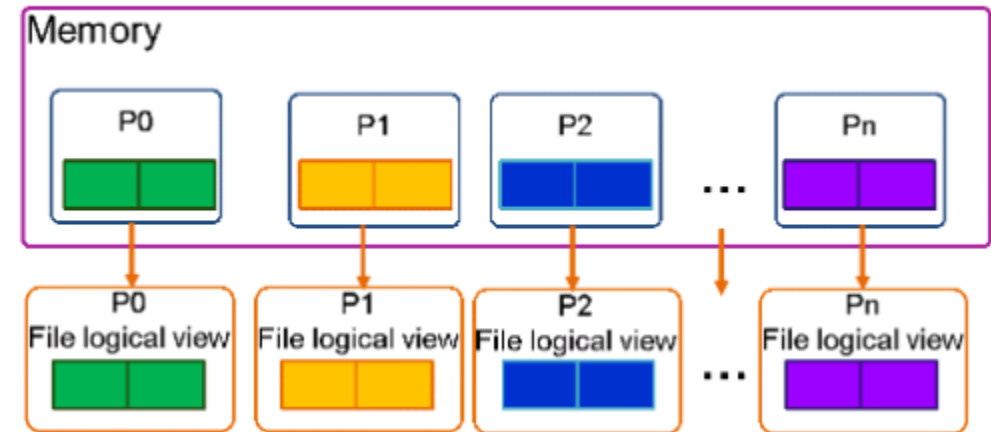 Memory
P0 P1 P2 ... Pn
P0 P1 P2 Pn
File logical view File logical view File logical view ... File logical view